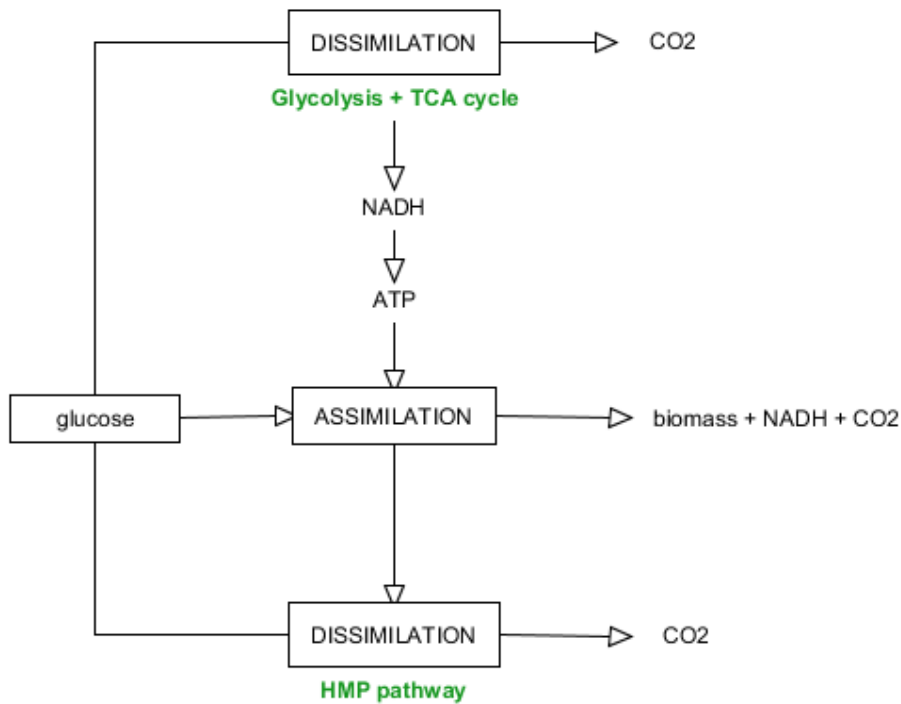 DISSIMILATION
CO2
Glycolysis + TCA cycle
NADH
ATP
glucose
ASSIMILATION
biomass + NADH + CO2
DISSIMILATION
CO2
HMP pathway